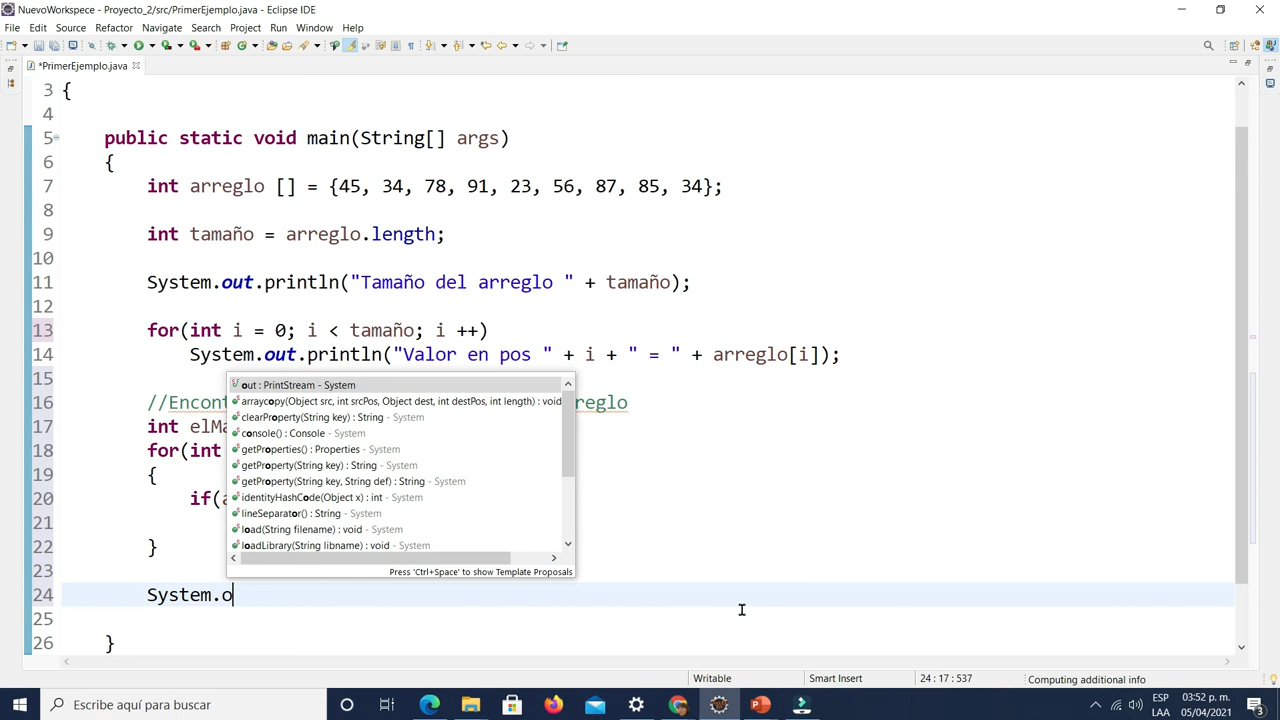 NuevoWorkspece - Proyecto_2/src/PrimerEjemplo.java - Eclipse IDE
File Edit Source Refactor Navigate Search Project Run Window Help
*PrimerEjemplo.java
3 {
4
5 public static void main(String[] args)
6 {
7 int arreglo [] = {45, 34, 78, 91, 23, 56, 87, 85, 34};
8
9 int tamaño = arreglo.length;
10
11 System.out.println("Tamaño del arreglo " + tamaño);
12
13 for(int i = 0; i < tamaño; i ++)
14 System.out.println("Valor en pos " + i + " = " + arreglo[i]);
15
out : PrintStream - System
16 //Encon reglo
arraycopy(Object src, int srcPos, Object dest, int destPos, int length) : void
clearProperty(String key) : String - System
17 int elMa
console() : Console - System
18 for(int
getProperties() : Properties - System
getProperty(String key) : String - System
19 {
getProperty(String key, String def) : String - System
20 if(a
identityHashCode(Object x) : int - System
lineSeparator() : String - System
21
load(String filename) : void - System
22 }
loadLibrary(String libname) : void - System
23
Press 'Ctrl+Space' to show Template Proposals
24 System.o
25
26 }
Writable Smart Insert 24 : 17 : 537 Computing additional info
Escribe aquí para buscar
ESP 03:52 p. m.
LAA 05/04/2021
3